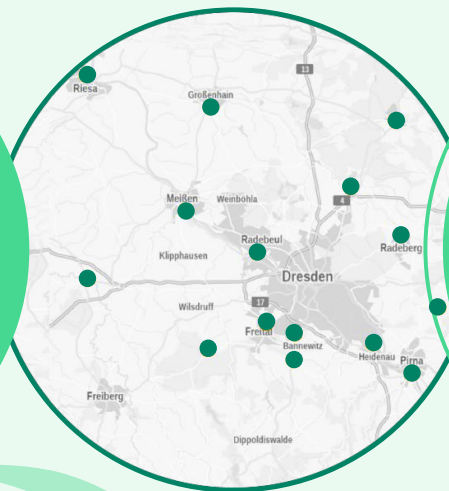 13
Riesa
Großenhain
Meißen
Weinböhla
4
Radebeul
Radeberg
Klipphausen
Dresden
Wilsdruff
17
Freital
Bannewitz
Heidenau
Pirna
Freiberg
Dippoldiswalde